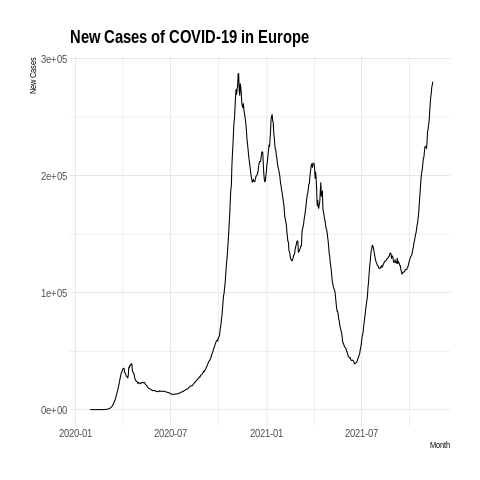 New Cases of COVID-19 in Europe
New Cases
3e+05
2e+05
1e+05
0e+00
2020-01
2020-07
2021-01
2021-07
Month